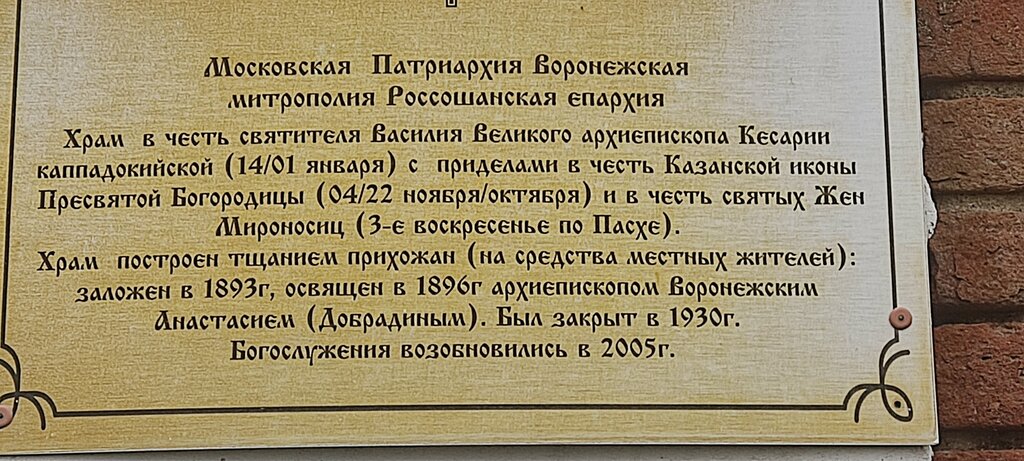 Московская Патриархия Воронежская
митрополия Россошанская епархия
Храм в честь святителя Василия Великого архиепископа Кесарии
каппадокийской (14/01 января) с приделами в честь Казанской иконы
Пресвятой Богородицы (04/22 ноября/октября) и в честь святых Жен
Мироносиц (3-е воскресенье по Пасхе).
Храм построен тщанием прихожан (на средства местных жителей):
заложен в 1893г, освящен в 1896г архиепископом Воронежским
Анастасием (Добрадиным). Был закрыт в 1930г.
Богослужения возобновились в 2005г.